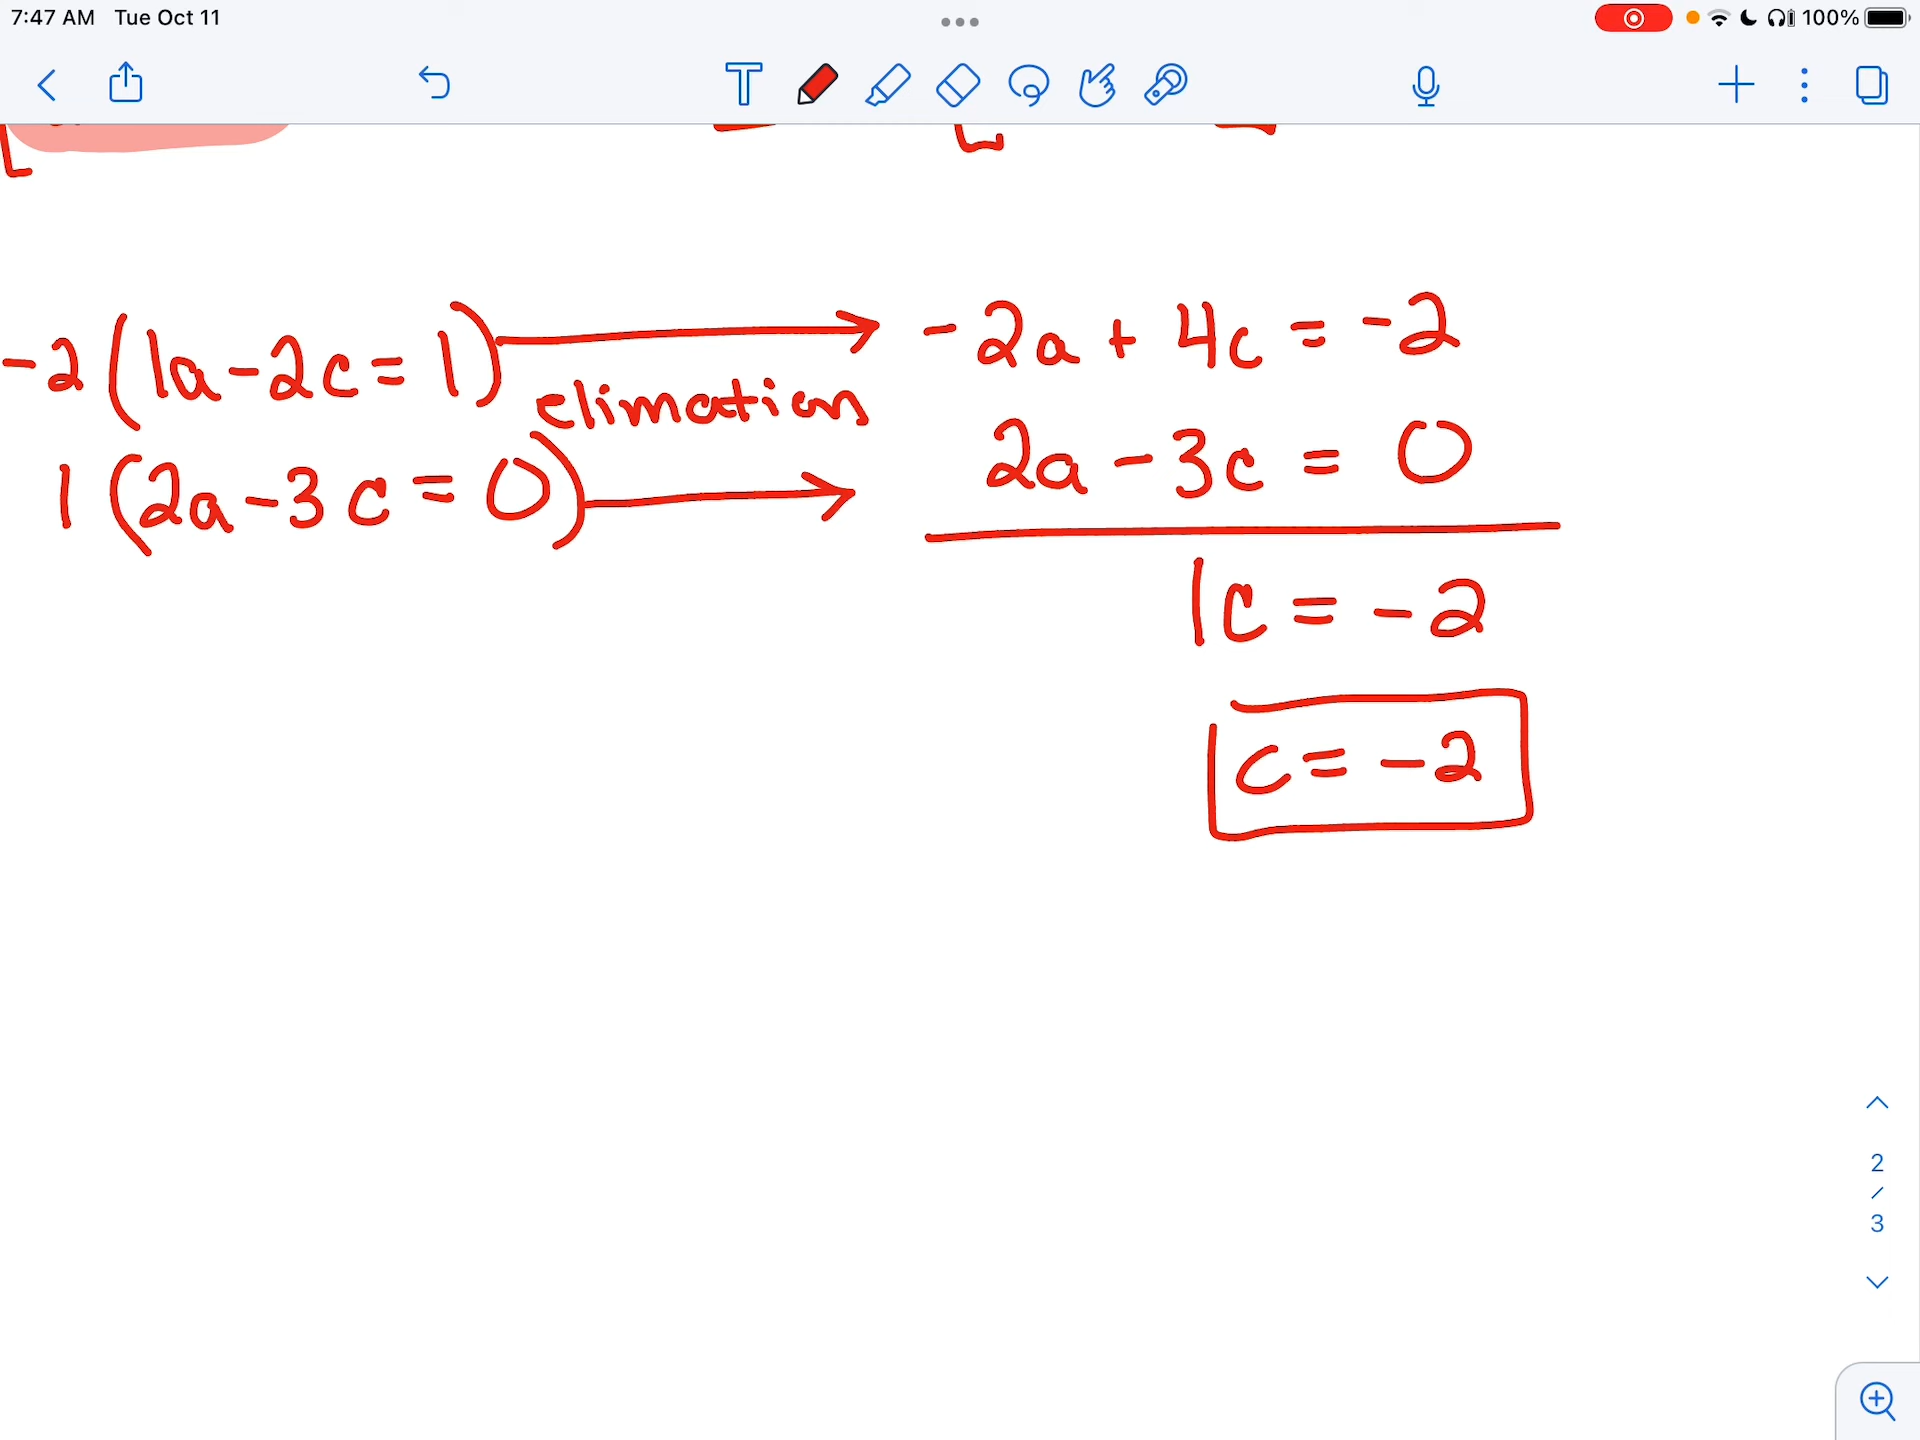 7:47 AM Tue Oct 11
100%
T
-2 (1a-2c = 1)
elimation
1 (2a-3c = 0)
-2a + 4c = -2
2a - 3c = 0
1c = -2
c = -2
2
/
3